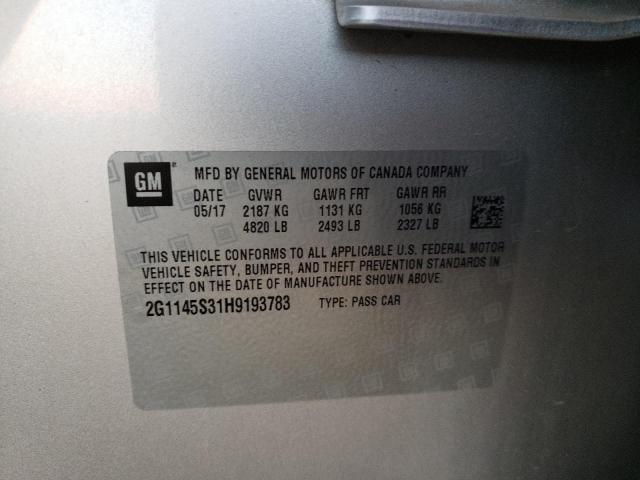 GM
MFD BY GENERAL MOTORS OF CANADA COMPANY
DATE GVWR GAWR FRT GAWR RR
05/17 2187 KG 1131 KG 1056 KG
4820 LB 2493 LB 2327 LB
THIS VEHICLE CONFORMS TO ALL APPLICABLE U.S. FEDERAL MOTOR
VEHICLE SAFETY, BUMPER, AND THEFT PREVENTION STANDARDS IN
EFFECT ON THE DATE OF MANUFACTURE SHOWN ABOVE.
2G1145S31H9193783 TYPE: PASS CAR